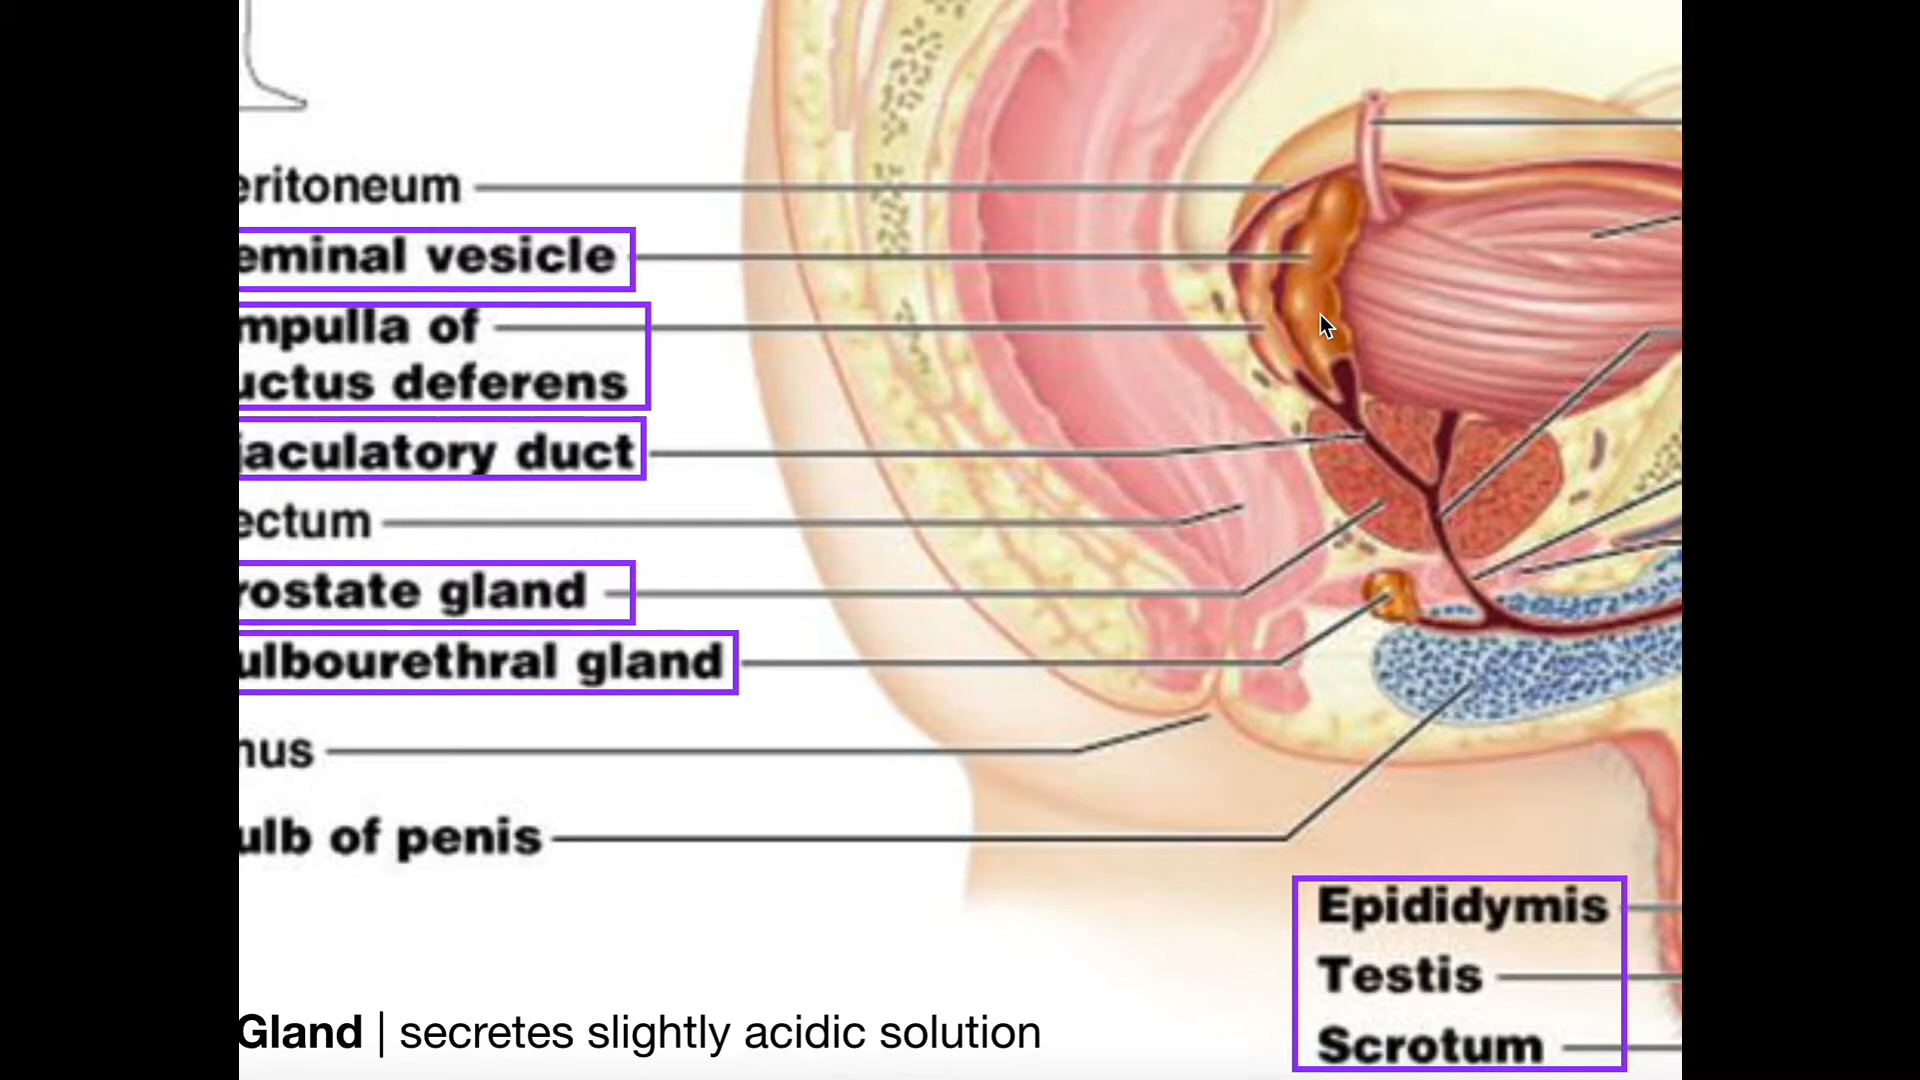 eritoneum
eminal vesicle
mpulla of
uctus deferens
jaculatory duct
ectum
rostate gland
ulbourethral gland
nus
ulb of penis
Epididymis
Testis
Scrotum
Gland | secretes slightly acidic solution